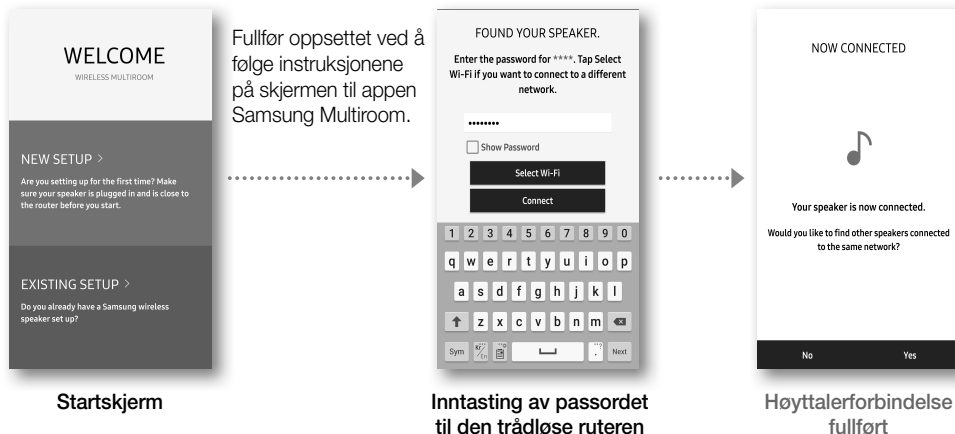 WELCOME
WIRELESS MULTIROOM
NEW SETUP >
Are you setting up for the first time? Make
sure your speaker is plugged in and is close to
the router before you start.
EXISTING SETUP >
Do you already have a Samsung wireless
speaker set up?
Startskjerm
Fullfør oppsettet ved å
følge instruksjonene
på skjermen til appen
Samsung Multiroom.
FOUND YOUR SPEAKER.
Enter the password for ****. Tap Select
Wi-Fi if you want to connect to a different
network.
••••••••
Show Password
Select Wi-Fi
Connect
1 2 3 4 5 6 7 8 9 0
q w e r t y u i o p
a s d f g h j k l
z x c v b n m
Sym En . Next
Inntasting av passordet
til den trådløse ruteren
NOW CONNECTED
Your speaker is now connected.
Would you like to find other speakers connected
to the same network?
No Yes
Høyttalerforbindelse
fullført